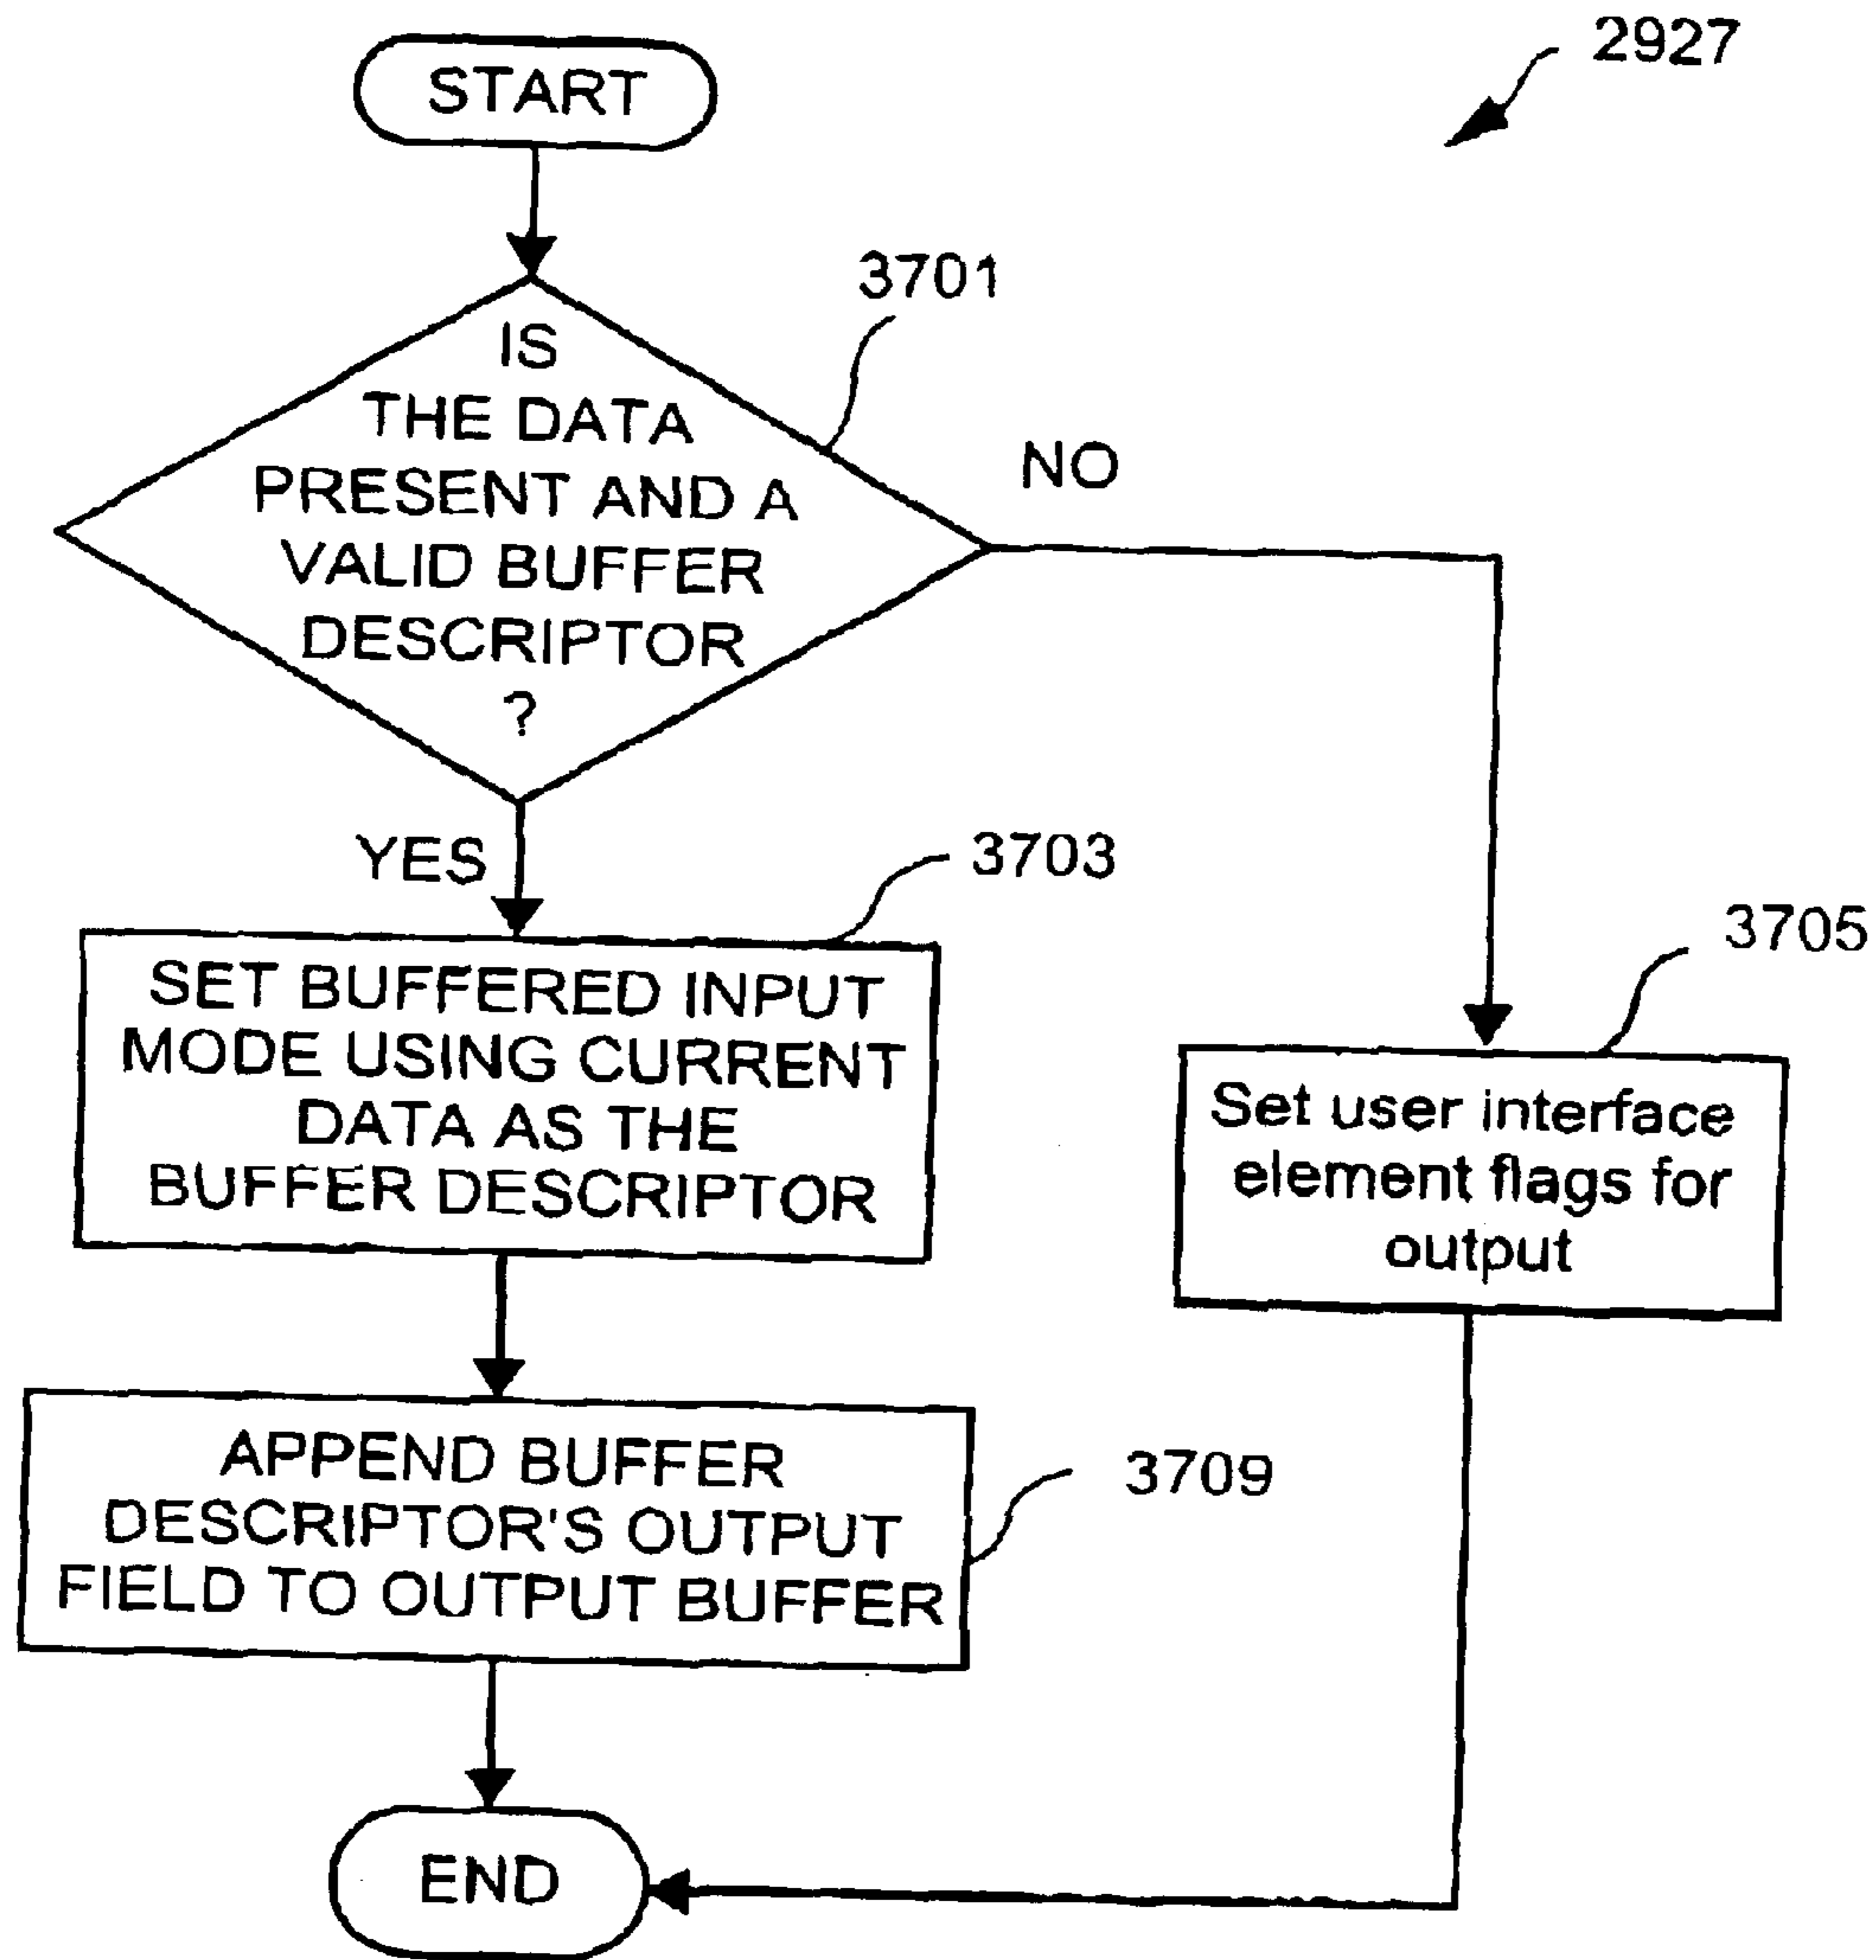 2927
START
3701
IS
THE DATA
PRESENT AND A
VALID BUFFER
DESCRIPTOR
?
NO
YES
3703
SET BUFFERED INPUT
MODE USING CURRENT
DATA AS THE
BUFFER DESCRIPTOR
3705
Set user interface
element flags for
output
APPEND BUFFER
DESCRIPTOR'S OUTPUT
FIELD TO OUTPUT BUFFER
3709
END